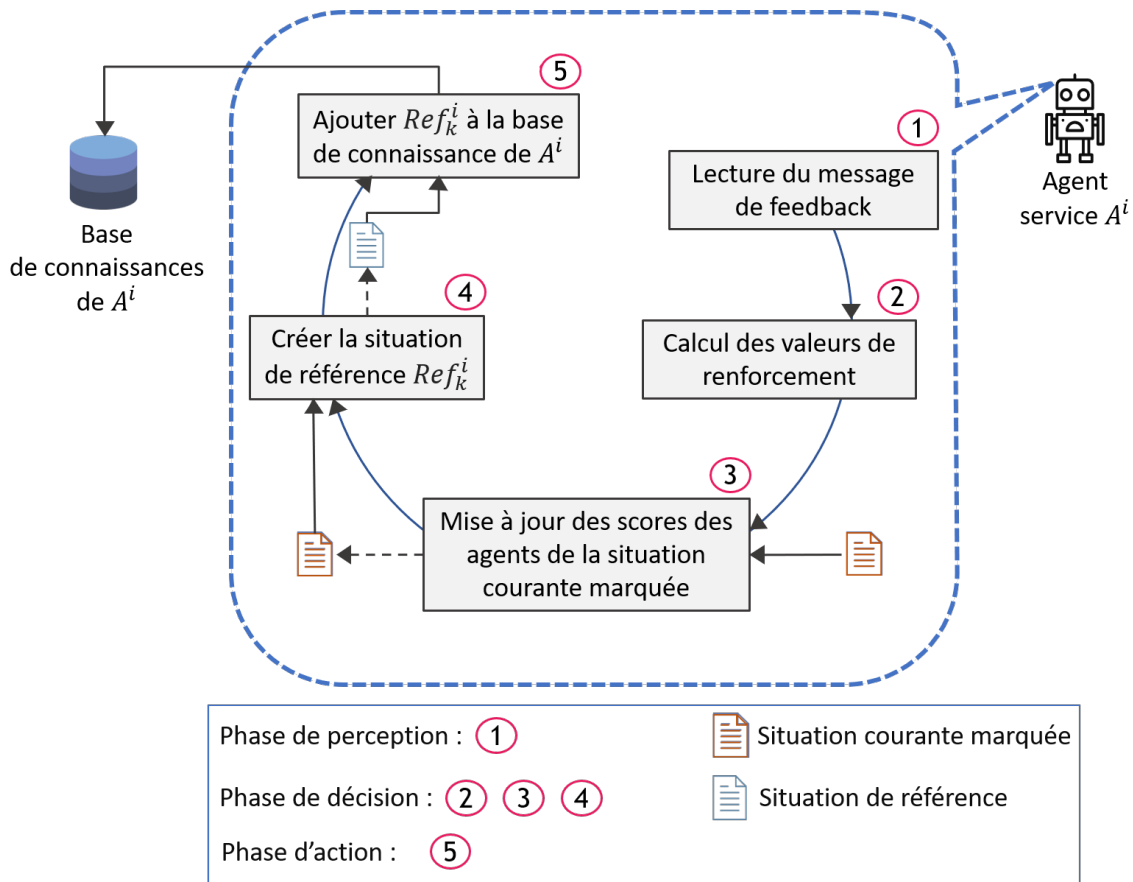 5
Ajouter Ref_k^i à la base
de connaissance de A^i
1
Lecture du message
de feedback
Agent
service A^i
Base
de connaissances
de A^i
4
Créer la situation
de référence Ref_k^i
2
Calcul des valeurs de
renforcement
3
Mise à jour des scores des
agents de la situation
courante marquée
Phase de perception : 1
Situation courante marquée
Phase de décision : 2 3 4
Situation de référence
Phase d'action : 5